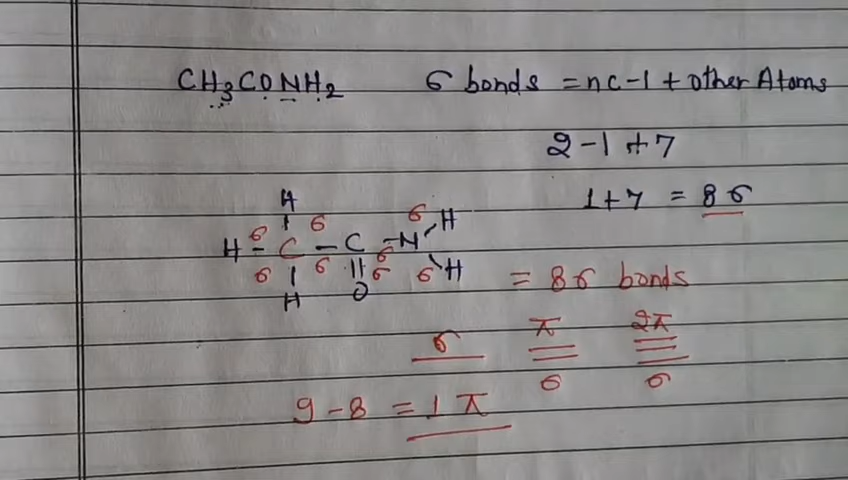 CH3CONH2 σ bonds = nc-1 + other Atoms
2-1+7
1+7 = 8σ
H
σ σ σ H
H - C - C - N
σ σ || σ σ σ H
H O
= 8σ bonds
σ π 2π
σ σ
9-8 = 1π